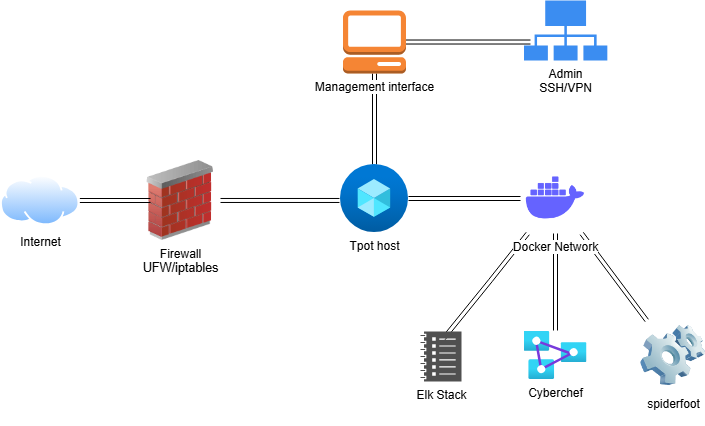 Admin
SSH/VPN
Management interface
Internet
Firewall
UFW/iptables
Tpot host
Docker Network
Elk Stack
Cyberchef
spiderfoot